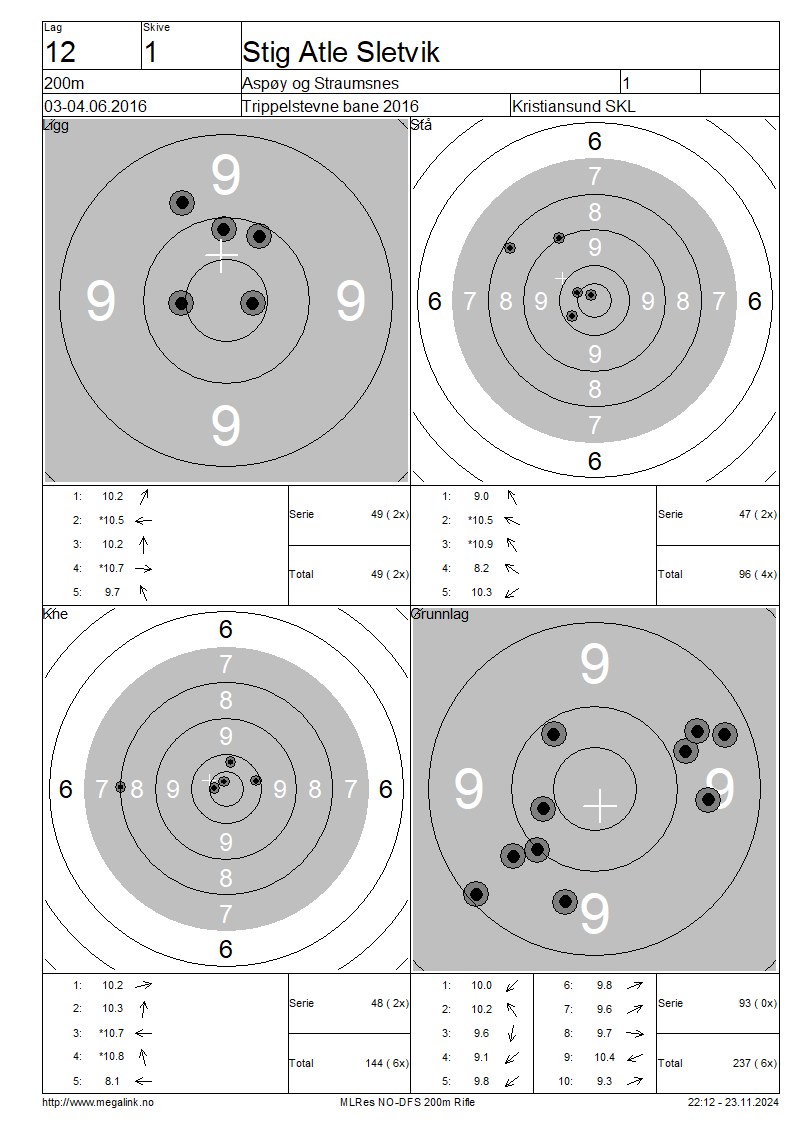 Lag Skive
12 1 Stig Atle Sletvik
200m Aspøy og Straumsnes 1
03-04.06.2016 Trippelstevne bane 2016 Kristiansund SKL
Ligg
9
9 9
9
Stå
6
7
8
9
6 7 8 9 9 8 7 6
9
8
7
6
1: 10.2
2: *10.5
3: 10.2
4: *10.7
5: 9.7
Serie 49 ( 2x)
Total 49 ( 2x)
1: 9.0
2: *10.5
3: *10.9
4: 8.2
5: 10.3
Serie 47 ( 2x)
Total 96 ( 4x)
Kne
6
7
8
9
6 7 8 9 9 8 7 6
9
8
7
6
Grunnlag
9
9 9
9
1: 10.2
2: 10.3
3: *10.7
4: *10.8
5: 8.1
Serie 48 ( 2x)
Total 144 ( 6x)
1: 10.0 6: 9.8
2: 10.2 7: 9.6
3: 9.6 8: 9.7
4: 9.1 9: 10.4
5: 9.8 10: 9.3
Serie 93 ( 0x)
Total 237 ( 6x)
http://www.megalink.no MLRes NO-DFS 200m Rifle 22:12 - 23.11.2024